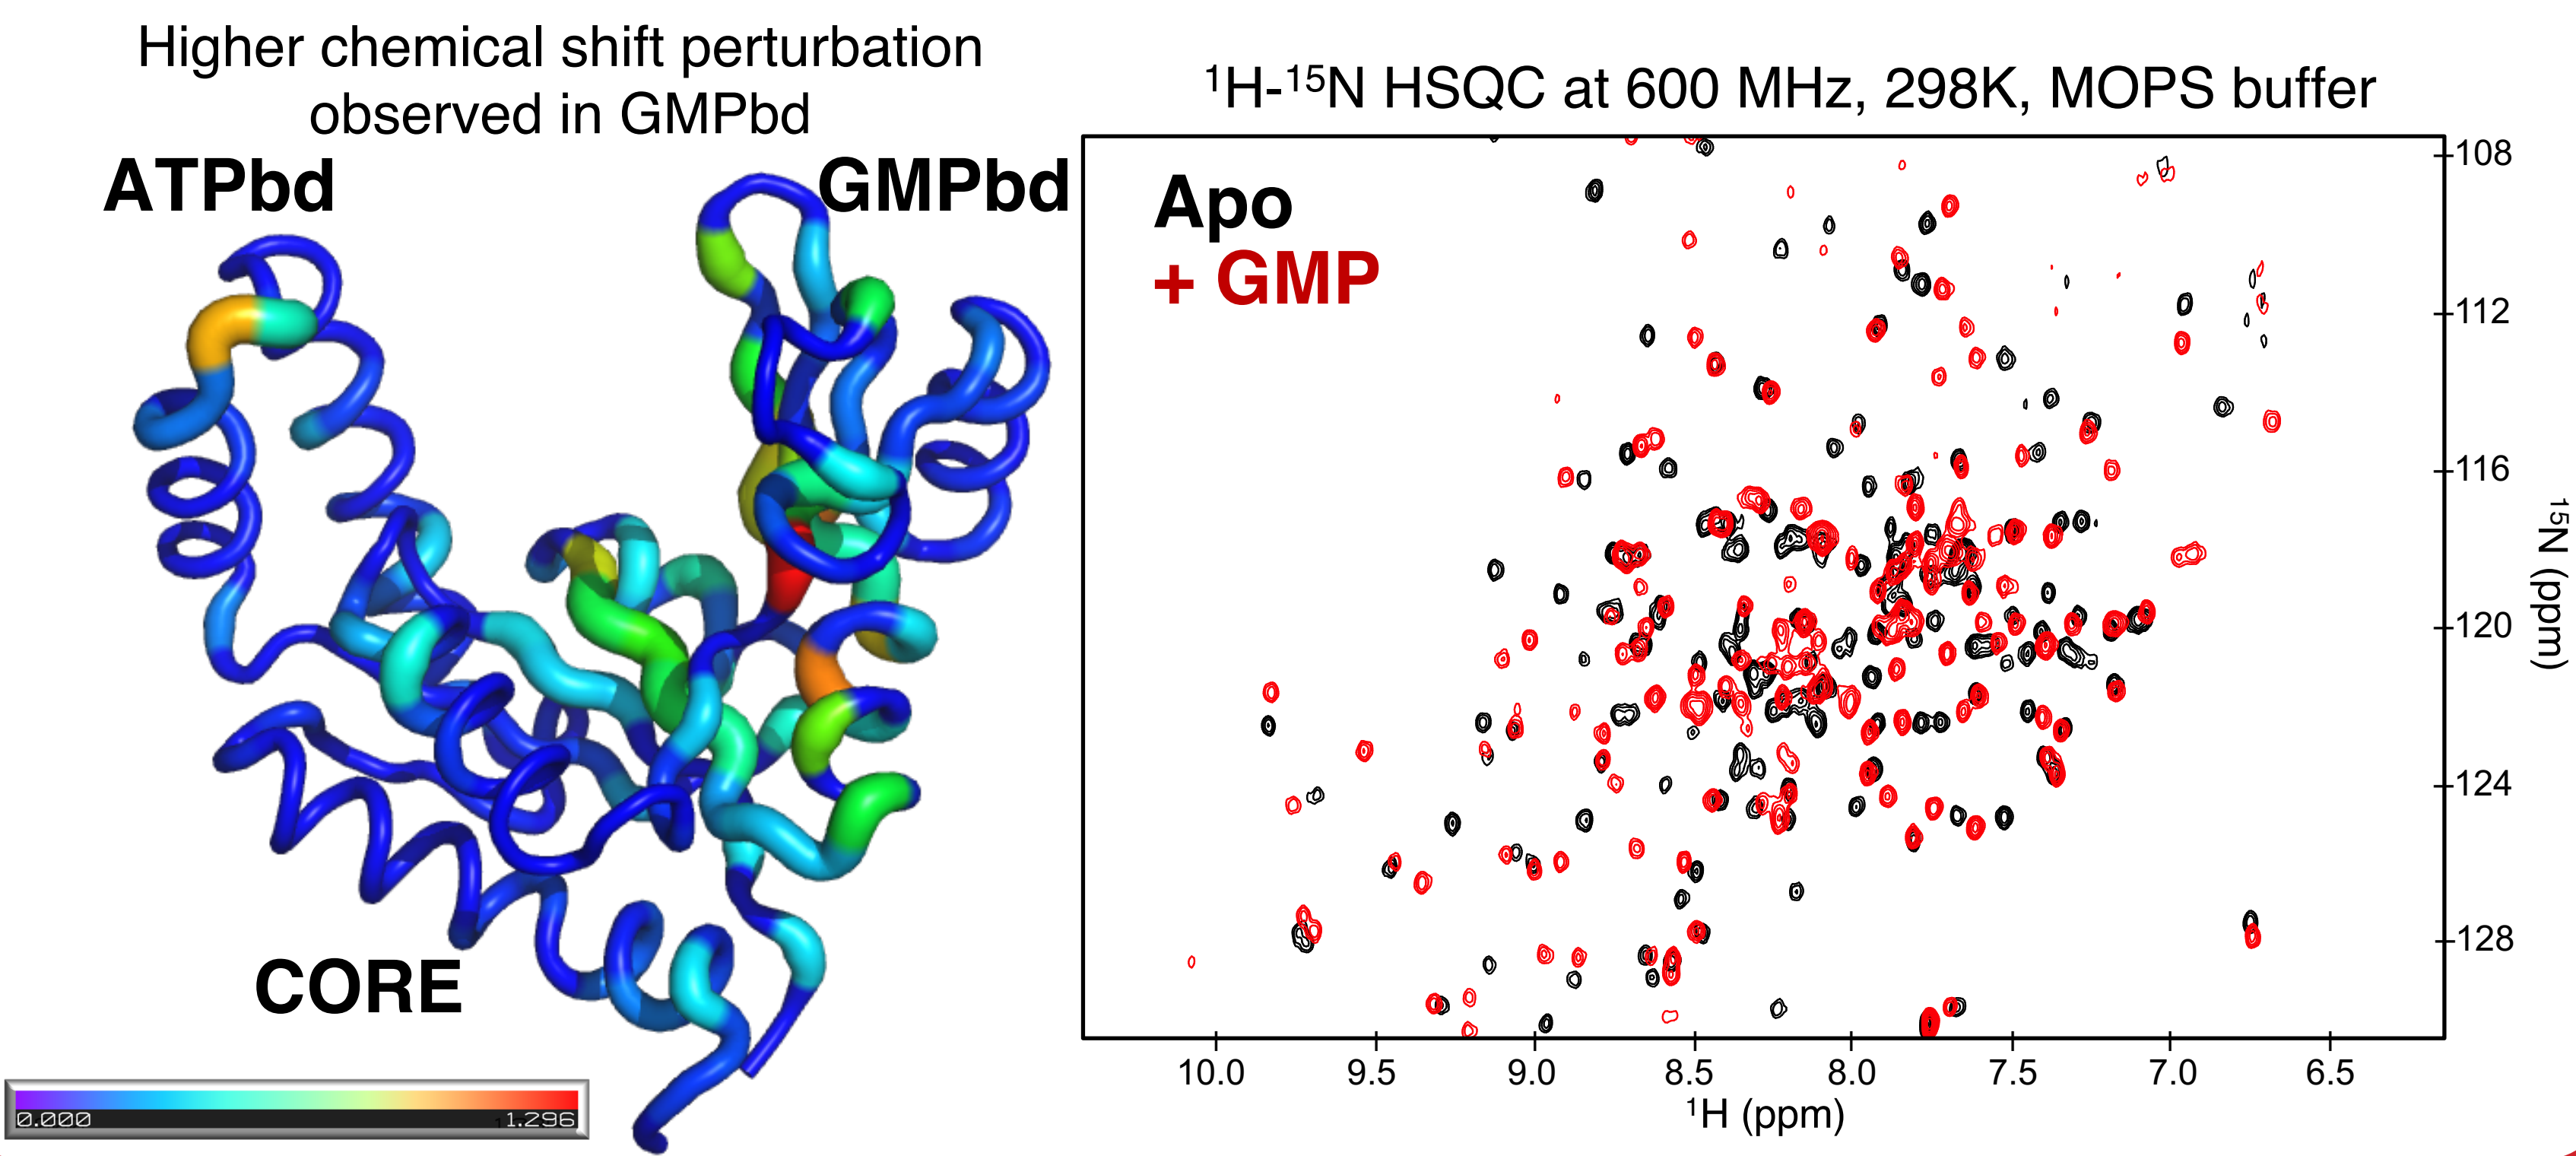 Higher chemical shift perturbation
observed in GMPbd
ATPbd
GMPbd
CORE
0.000
1.296
¹H-¹⁵N HSQC at 600 MHz, 298K, MOPS buffer
Apo
+ GMP
108
112
116
120
124
128
¹⁵N (ppm)
10.0
9.5
9.0
8.5
8.0
7.5
7.0
6.5
¹H (ppm)